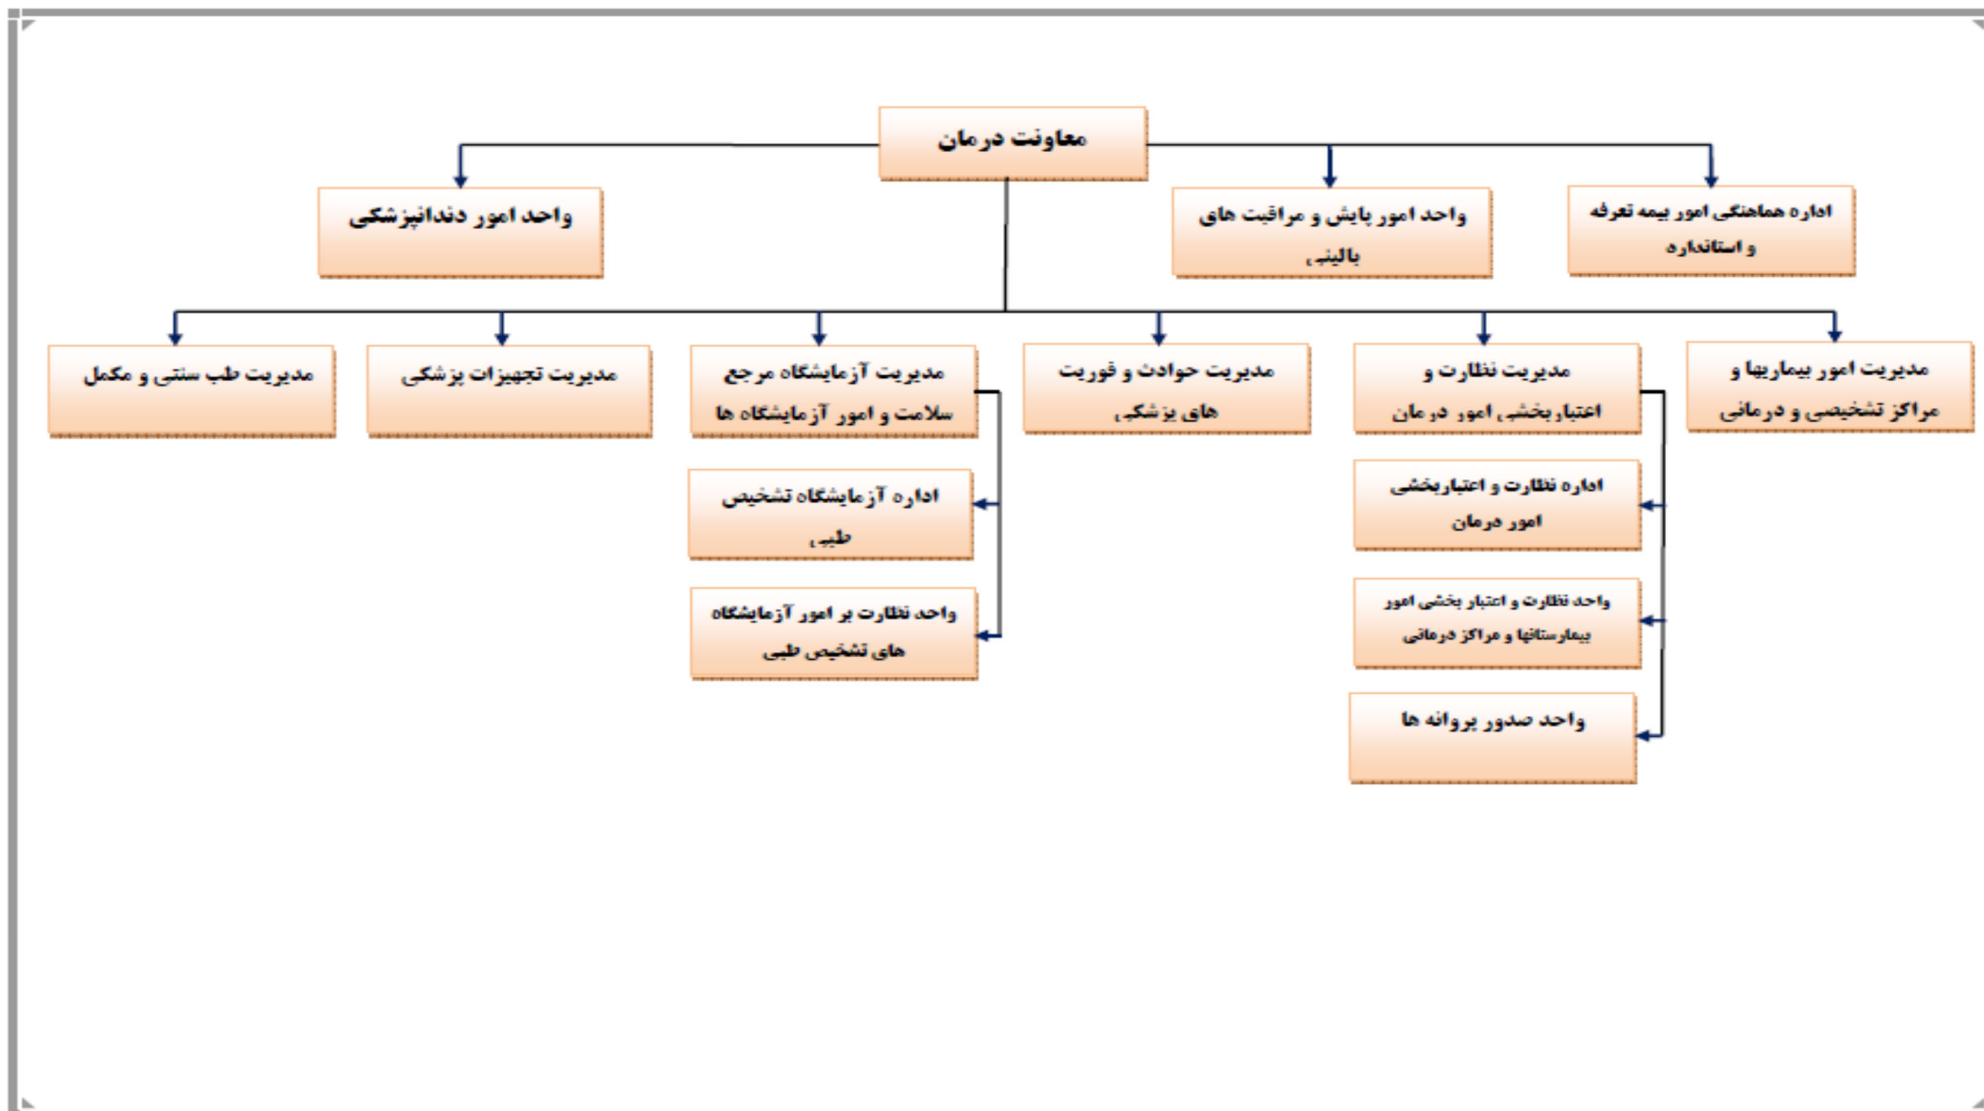 معاونت درمان
اداره هماهنگی امور بیمه تعرفه
و استاندارد
واحد امور پایش و مراقبت های
بالینی
واحد امور دندانپزشکی
مدیریت امور بیماریها و
مراکز تشخیصی و درمانی
مدیریت نظارت و
اعتباربخشی امور درمان
مدیریت حوادث و فوریت
های پزشکی
مدیریت آزمایشگاه مرجع
سلامت و امور آزمایشگاه ها
مدیریت تجهیزات پزشکی
مدیریت طب سنتی و مکمل
اداره نظارت و اعتباربخشی
امور درمان
واحد نظارت و اعتبار بخشی امور
بیمارستانها و مراکز درمانی
واحد صدور پروانه ها
اداره آزمایشگاه تشخیص
طبی
واحد نظارت بر امور آزمایشگاه
های تشخیص طبی